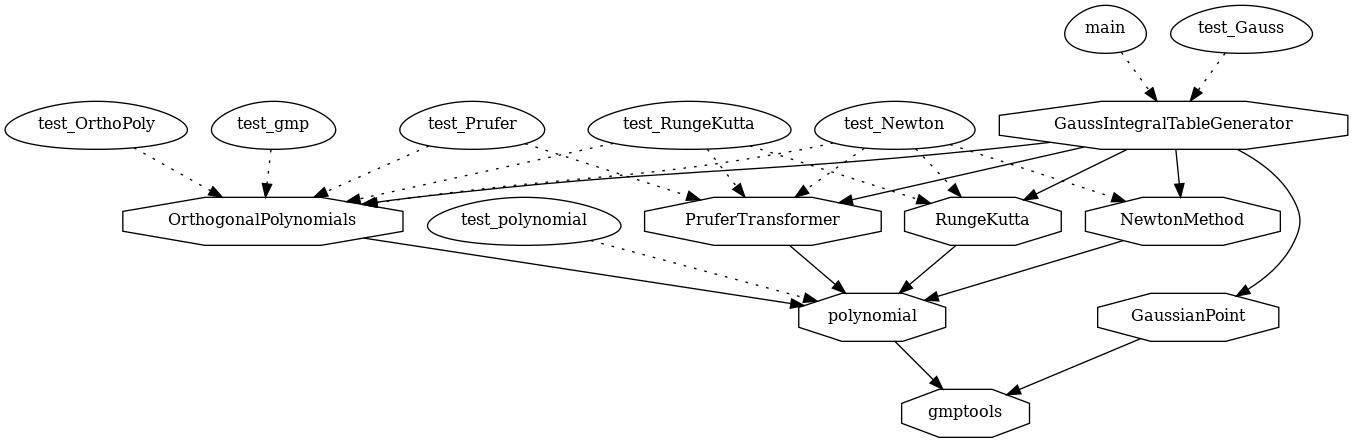 main
test_Gauss
test_OrthoPoly
test_gmp
test_Prufer
test_RungeKutta
test_Newton
GaussIntegralTableGenerator
OrthogonalPolynomials
test_polynomial
PruferTransformer
RungeKutta
NewtonMethod
polynomial
GaussianPoint
gmptools